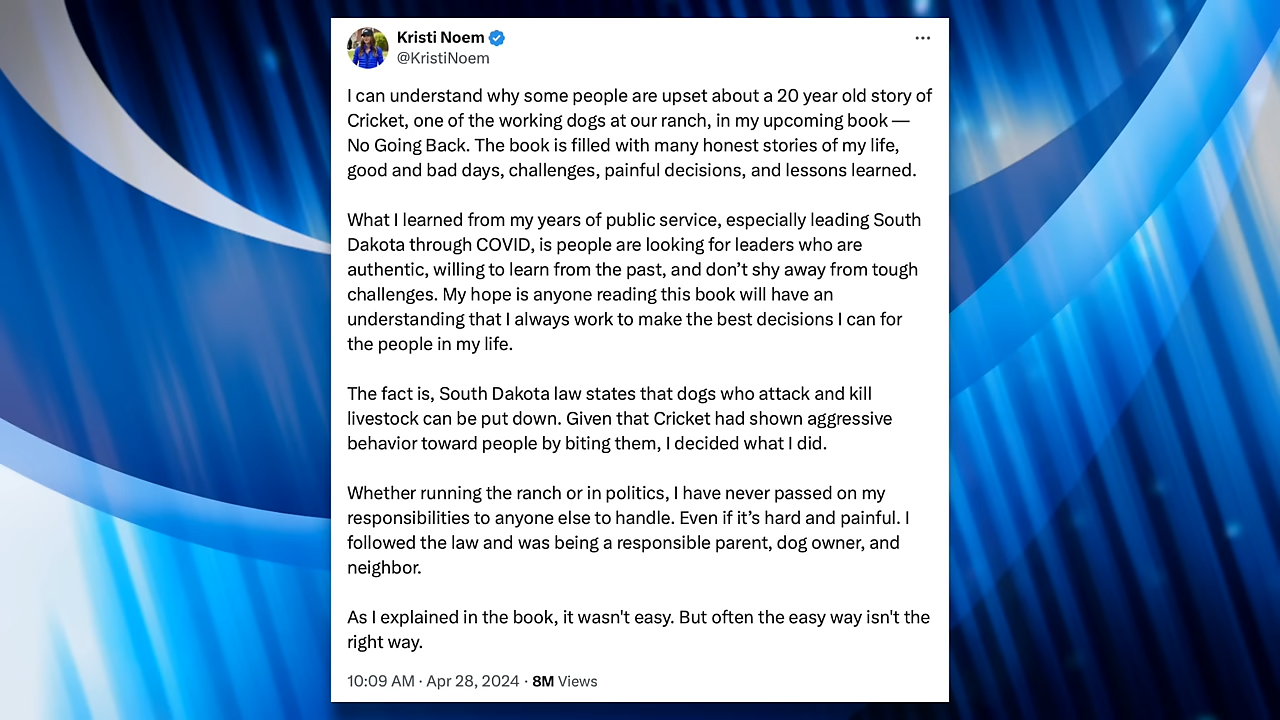 Kristi Noem
@KristiNoem
I can understand why some people are upset about a 20 year old story of
Cricket, one of the working dogs at our ranch, in my upcoming book —
No Going Back. The book is filled with many honest stories of my life,
good and bad days, challenges, painful decisions, and lessons learned.
What I learned from my years of public service, especially leading South
Dakota through COVID, is people are looking for leaders who are
authentic, willing to learn from the past, and don’t shy away from tough
challenges. My hope is anyone reading this book will have an
understanding that I always work to make the best decisions I can for
the people in my life.
The fact is, South Dakota law states that dogs who attack and kill
livestock can be put down. Given that Cricket had shown aggressive
behavior toward people by biting them, I decided what I did.
Whether running the ranch or in politics, I have never passed on my
responsibilities to anyone else to handle. Even if it’s hard and painful. I
followed the law and was being a responsible parent, dog owner, and
neighbor.
As I explained in the book, it wasn't easy. But often the easy way isn't the
right way.
10:09 AM · Apr 28, 2024 · 8M Views